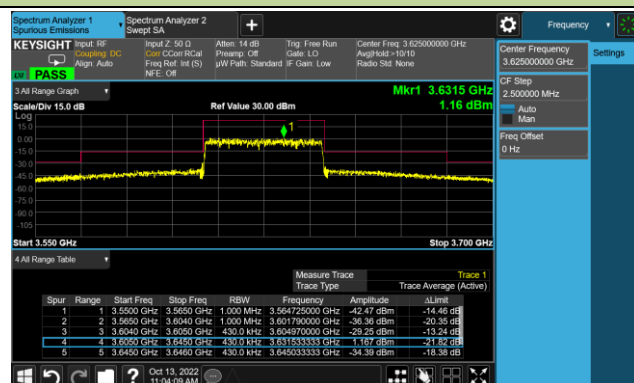 Spectrum Analyzer 1
Spurious Emissions
Spectrum Analyzer 2
Swept SA
Frequency
KEYSIGHT
Input: RF
Coupling: DC
Align: Auto
Input Z: 50 Ω
Corr CCorr RCal
Freq Ref: Int (S)
NFE: Off
Atten: 14 dB
Preamp: Off
µW Path: Standard
Trig: Free Run
Gate: LO
IF Gain: Low
Center Freq: 3.625000000 GHz
Avg|Hold:>10/10
Radio Std: None
PASS
Center Frequency
3.625000000 GHz
Settings
CF Step
2.500000 MHz
Auto
Man
Freq Offset
0 Hz
3 All Range Graph
Mkr1 3.6315 GHz
Scale/Div 15.0 dB
Ref Value 30.00 dBm
1.16 dBm
Log
15.0
0.00
-15.0
-30.0
-45.0
-60.0
-75.0
-90.0
-105
1
Start 3.550 GHz
Stop 3.700 GHz
4 All Range Table
Measure Trace Trace 1
Trace Type Trace Average (Active)
Spur Range Start Freq Stop Freq RBW Frequency Amplitude ΔLimit
1 1 3.5500 GHz 3.5650 GHz 1.000 MHz 3.564725000 GHz -42.47 dBm -14.46 dB
2 2 3.5650 GHz 3.6040 GHz 1.000 MHz 3.601790000 GHz -36.36 dBm -20.35 dB
3 3 3.6040 GHz 3.6050 GHz 430.0 kHz 3.604970000 GHz -29.25 dBm -13.24 dB
4 4 3.6050 GHz 3.6450 GHz 430.0 kHz 3.631533333 GHz 1.167 dBm -21.82 dB
5 5 3.6450 GHz 3.6460 GHz 430.0 kHz 3.645033333 GHz -34.39 dBm -18.38 dB
?
Oct 13, 2022
11:04:09 AM